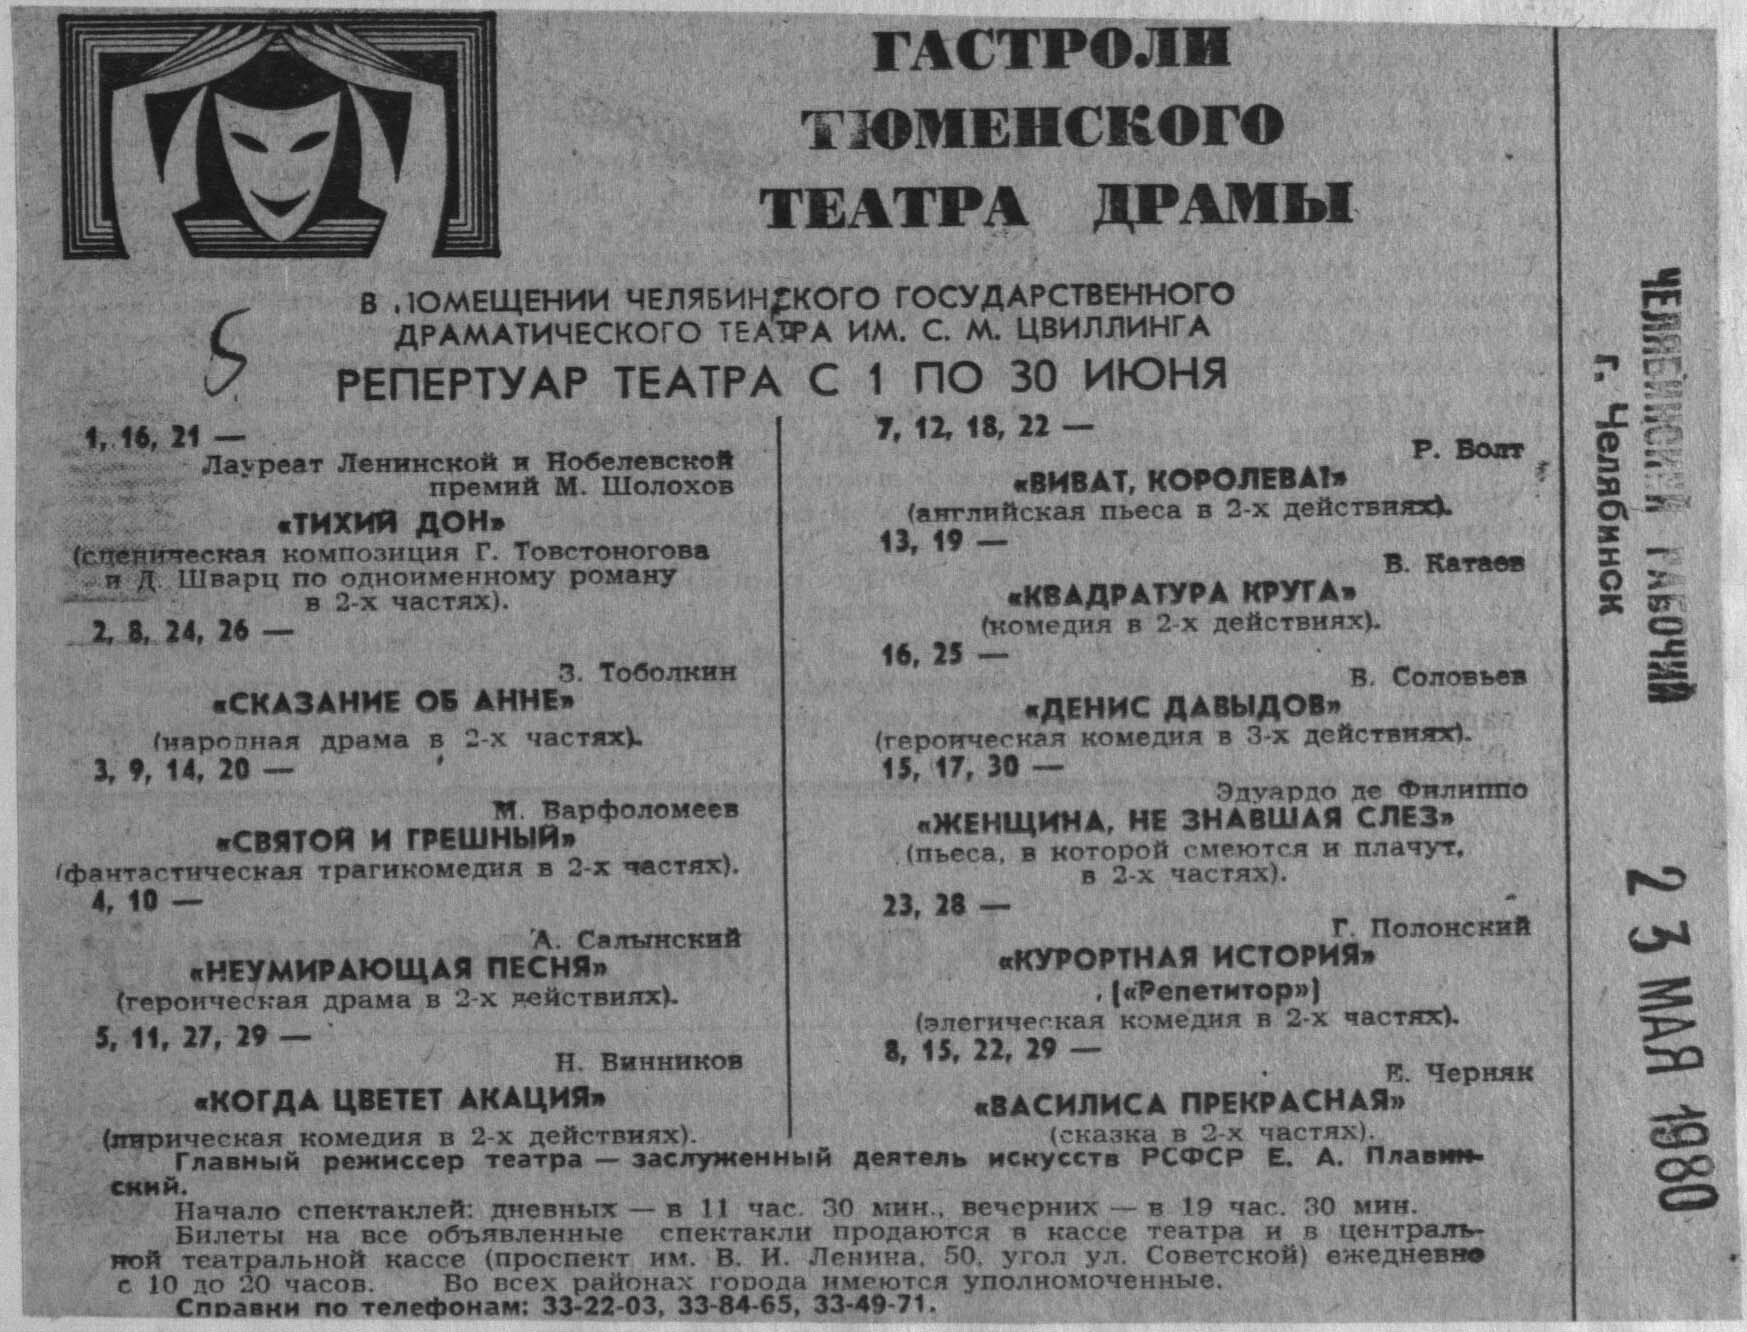 ГАСТРОЛИ
ТЮМЕНСКОГО
ТЕАТРА ДРАМЫ
В ПОМЕЩЕНИИ ЧЕЛЯБИНСКОГО ГОСУДАРСТВЕННОГО
ДРАМАТИЧЕСКОГО ТЕАТРА ИМ. С. М. ЦВИЛЛИНГА
5
РЕПЕРТУАР ТЕАТРА С 1 ПО 30 ИЮНЯ
1, 16, 21 —
Лауреат Ленинской и Нобелевской
премий М. Шолохов
«ТИХИЙ ДОН»
(сценическая композиция Г. Товстоногова
и Д. Шварц по одноименному роману
в 2-х частях).
2, 8, 24, 26 —
З. Тоболкин
«СКАЗАНИЕ ОБ АННЕ»
(народная драма в 2-х частях).
3, 9, 14, 20 —
М. Варфоломеев
«СВЯТОЙ И ГРЕШНЫЙ»
(фантастическая трагикомедия в 2-х частях).
4, 10 —
А. Салынский
«НЕУМИРАЮЩАЯ ПЕСНЯ»
(героическая драма в 2-х действиях).
5, 11, 27, 29 —
Н. Винников
«КОГДА ЦВЕТЕТ АКАЦИЯ»
(лирическая комедия в 2-х действиях).
7, 12, 18, 22 —
Р. Болт
«ВИВАТ, КОРОЛЕВА!»
(английская пьеса в 2-х действиях).
13, 19 —
В. Катаев
«КВАДРАТУРА КРУГА»
(комедия в 2-х действиях).
16, 25 —
В. Соловьев
«ДЕНИС ДАВЫДОВ»
(героическая комедия в 3-х действиях).
15, 17, 30 —
Эдуардо де Филиппо
«ЖЕНЩИНА, НЕ ЗНАВШАЯ СЛЕЗ»
(пьеса, в которой смеются и плачут,
в 2-х частях).
23, 28 —
Г. Полонский
«КУРОРТНАЯ ИСТОРИЯ»
(«Репетитор»)
(элегическая комедия в 2-х частях).
8, 15, 22, 29 —
Е. Черняк
«ВАСИЛИСА ПРЕКРАСНАЯ»
(сказка в 2-х частях).
Главный режиссер театра — заслуженный деятель искусств РСФСР Е. А. Плавин-
ский.
Начало спектаклей: дневных — в 11 час. 30 мин., вечерних — в 19 час. 30 мин.
Билеты на все объявленные спектакли продаются в кассе театра и в централь-
ной театральной кассе (проспект им. В. И. Ленина, 50, угол ул. Советской) ежедневно
с 10 до 20 часов. Во всех районах города имеются уполномоченные.
Справки по телефонам: 33-22-03, 33-84-65, 33-49-71.
ЧЕЛЯБИНСКИЙ РАБОЧИЙ
г. Челябинск
23 МАЯ 1980